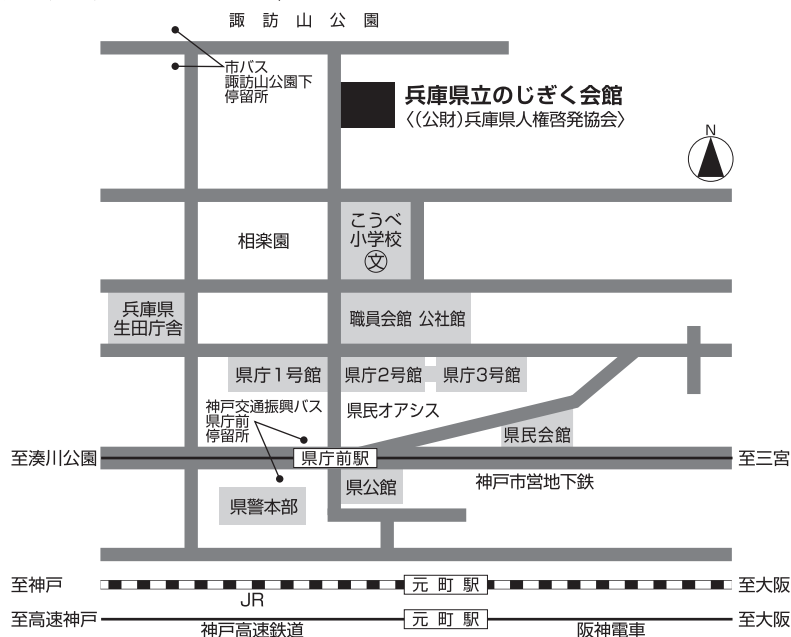 諏訪山公園
市バス
諏訪山公園下
停留所
兵庫県立のじぎく会館
〈(公財)兵庫県人権啓発協会〉
N
相楽園
こうべ
小学校
文
兵庫県
生田庁舎
職員会館 公社館
県庁1号館
県庁2号館
県庁3号館
神戸交通振興バス
県庁前
停留所
県民オアシス
県民会館
至湊川公園
県庁前駅
至三宮
県公館
神戸市営地下鉄
県警本部
至神戸
元町駅
至大阪
JR
至高速神戸
元町駅
至大阪
神戸高速鉄道
阪神電車